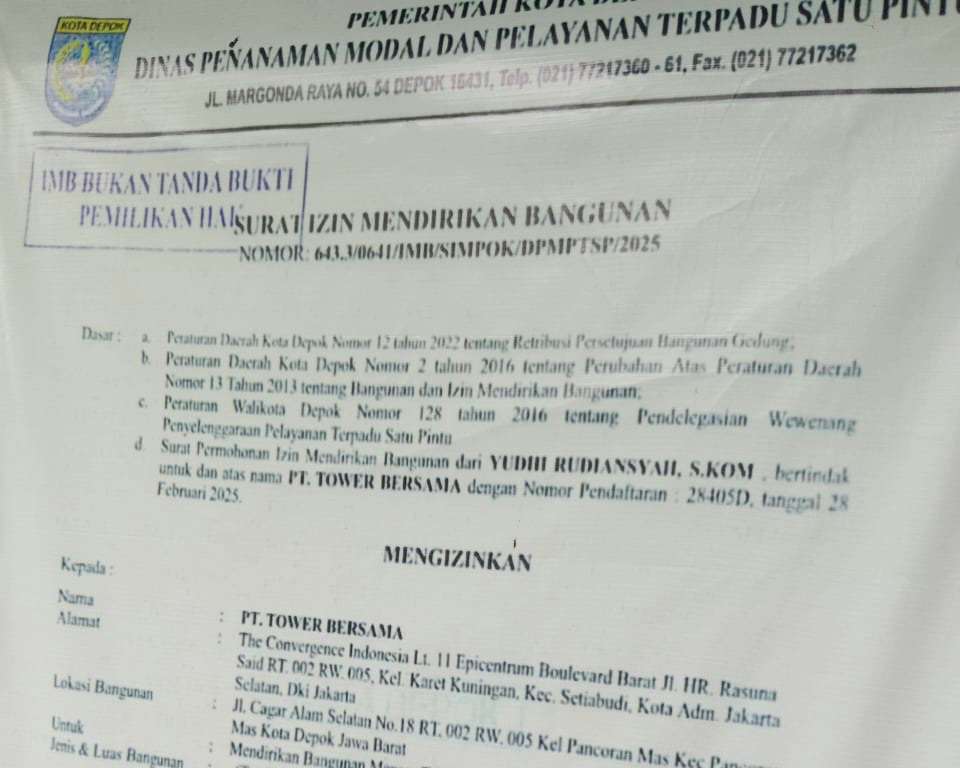 KOTA DEPOK
PEMERINTAH KOTA
DINAS PENANAMAN MODAL DAN PELAYANAN TERPADU SATU PINTU
JL. MARGONDA RAYA NO. 54 DEPOK 16431, Telp. (021) 77217360 - 61, Fax. (021) 77217362
IMB BUKAN TANDA BUKTI
PEMILIKAN HAK
SURAT IZIN MENDIRIKAN BANGUNAN
NOMOR: 643.3/0641/IMB/SIMPOK/DPMPTSP/2025
Dasar : a. Peraturan Daerah Kota Depok Nomor 12 tahun 2022 tentang Retribusi Persetujuan Bangunan Gedung;
b. Peraturan Daerah Kota Depok Nomor 2 tahun 2016 tentang Perubahan Atas Peraturan Daerah
Nomor 13 Tahun 2013 tentang Bangunan dan Izin Mendirikan Bangunan;
c. Peraturan Walikota Depok Nomor 128 tahun 2016 tentang Pendelegasian Wewenang
Penyelenggaraan Pelayanan Terpadu Satu Pintu
d. Surat Permohonan Izin Mendirikan Bangunan dari YUDHI RUDIANSYAH, S.KOM , bertindak
untuk dan atas nama PT. TOWER BERSAMA dengan Nomor Pendaftaran : 28405D, tanggal 28
Februari 2025.
MENGIZINKAN
Kepada :
Nama : PT. TOWER BERSAMA
Alamat : The Convergence Indonesia Lt. 11 Epicentrum Boulevard Barat Jl. HR. Rasuna
Said RT. 002 RW. 005, Kel. Karet Kuningan, Kec. Setiabudi, Kota Adm. Jakarta
Selatan, Dki Jakarta
Lokasi Bangunan : Jl. Cagar Alam Selatan No.18 RT. 002 RW. 005 Kel Pancoran Mas Kec
Mas Kota Depok Jawa Barat
Untuk : Mendirikan Bangunan
Jenis & Luas Bangunan :